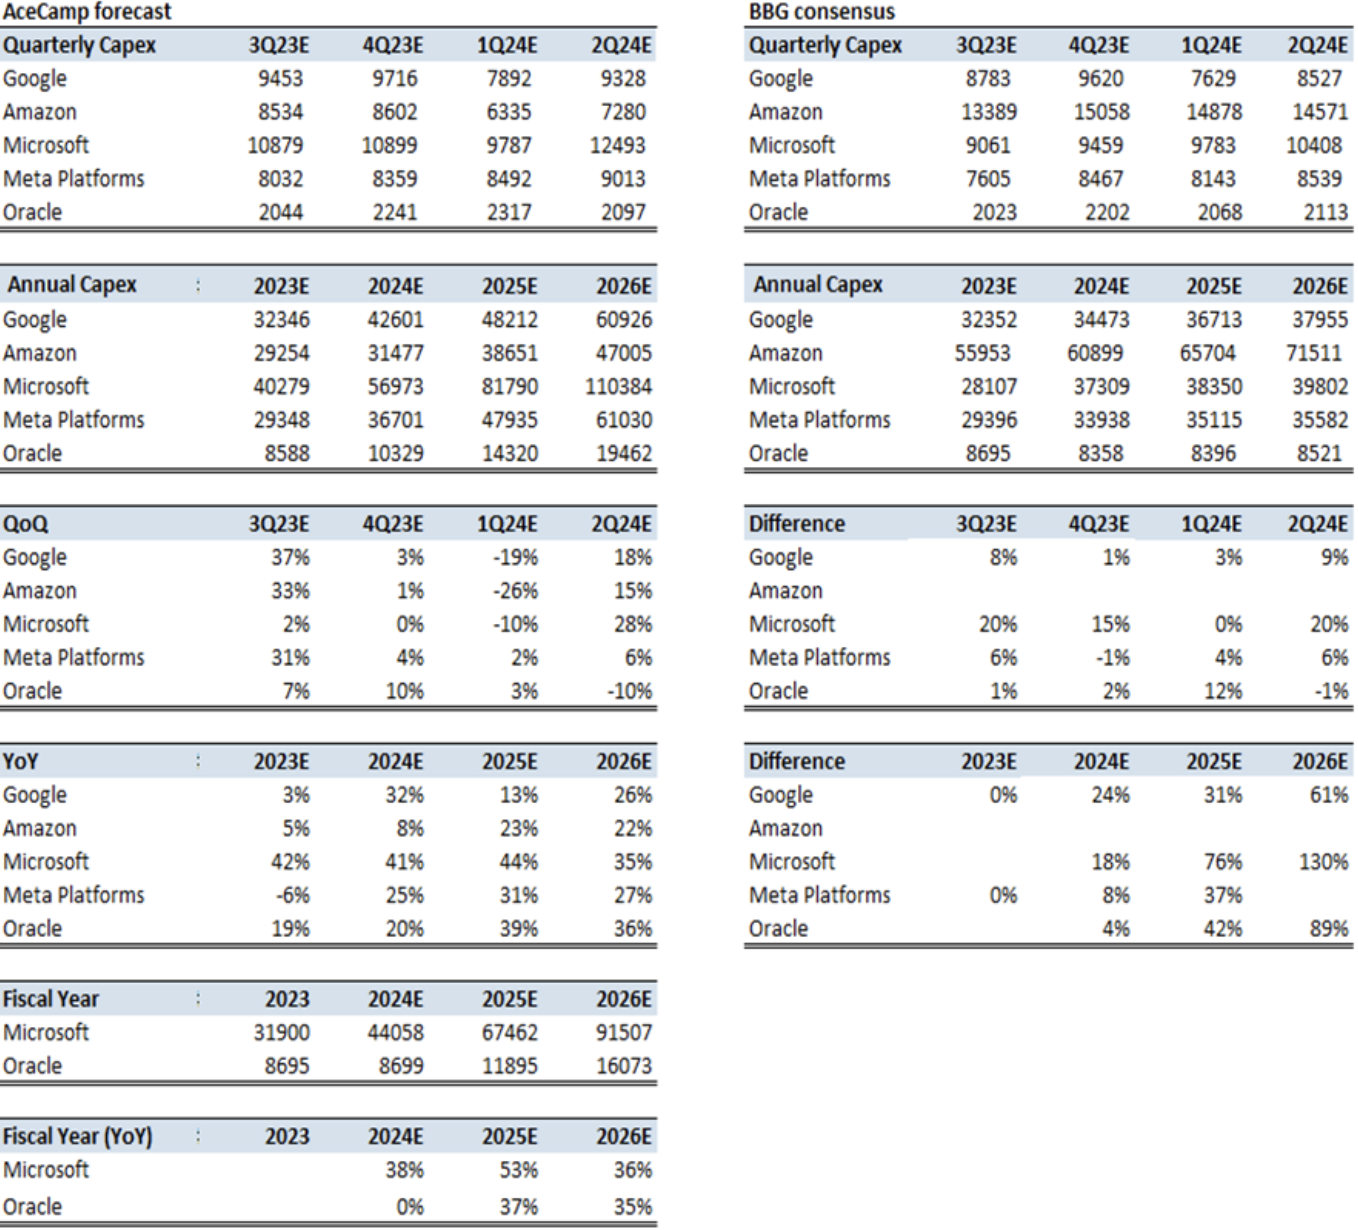 AceCamp forecast
Quarterly Capex 3Q23E 4Q23E 1Q24E 2Q24E
Google 9453 9716 7892 9328
Amazon 8534 8602 6335 7280
Microsoft 10879 10899 9787 12493
Meta Platforms 8032 8359 8492 9013
Oracle 2044 2241 2317 2097
Annual Capex : 2023E 2024E 2025E 2026E
Google 32346 42601 48212 60926
Amazon 29254 31477 38651 47005
Microsoft 40279 56973 81790 110384
Meta Platforms 29348 36701 47935 61030
Oracle 8588 10329 14320 19462
QoQ 3Q23E 4Q23E 1Q24E 2Q24E
Google 37% 3% -19% 18%
Amazon 33% 1% -26% 15%
Microsoft 2% 0% -10% 28%
Meta Platforms 31% 4% 2% 6%
Oracle 7% 10% 3% -10%
YoY : 2023E 2024E 2025E 2026E
Google 3% 32% 13% 26%
Amazon 5% 8% 23% 22%
Microsoft 42% 41% 44% 35%
Meta Platforms -6% 25% 31% 27%
Oracle 19% 20% 39% 36%
Fiscal Year : 2023 2024E 2025E 2026E
Microsoft 31900 44058 67462 91507
Oracle 8695 8699 11895 16073
Fiscal Year (YoY) : 2023 2024E 2025E 2026E
Microsoft 38% 53% 36%
Oracle 0% 37% 35%
BBG consensus
Quarterly Capex 3Q23E 4Q23E 1Q24E 2Q24E
Google 8783 9620 7629 8527
Amazon 13389 15058 14878 14571
Microsoft 9061 9459 9783 10408
Meta Platforms 7605 8467 8143 8539
Oracle 2023 2202 2068 2113
Annual Capex 2023E 2024E 2025E 2026E
Google 32352 34473 36713 37955
Amazon 55953 60899 65704 71511
Microsoft 28107 37309 38350 39802
Meta Platforms 29396 33938 35115 35582
Oracle 8695 8358 8396 8521
Difference 3Q23E 4Q23E 1Q24E 2Q24E
Google 8% 1% 3% 9%
Amazon
Microsoft 20% 15% 0% 20%
Meta Platforms 6% -1% 4% 6%
Oracle 1% 2% 12% -1%
Difference 2023E 2024E 2025E 2026E
Google 0% 24% 31% 61%
Amazon
Microsoft 18% 76% 130%
Meta Platforms 0% 8% 37%
Oracle 4% 42% 89%